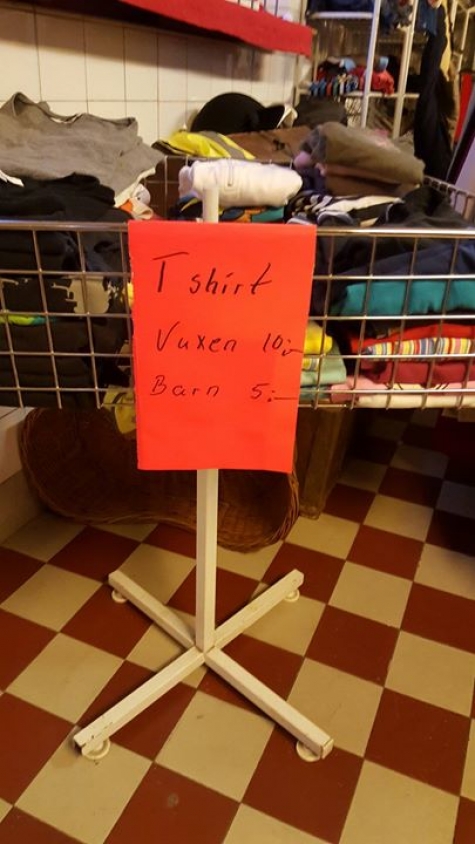 T shirt
Vuxen 10:-
Barn 5:-